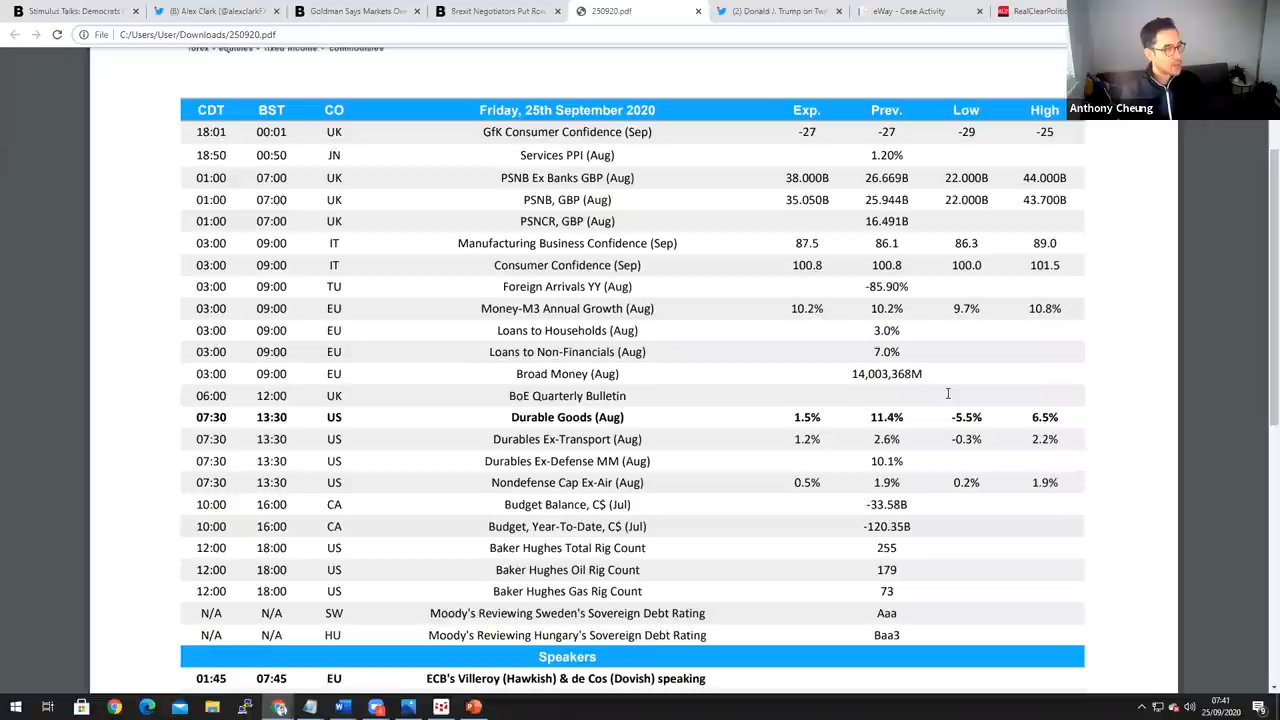 Stimulus Talks: Democrats
(8) Alex Clark (@alexclarkFX
Goldman Says Markets Over
Brexit Negotiators Put Row
250920.pdf
(2) Donald J. Trump on Tw
eWay - Case Activity
RealClearPolitic
File C:/Users/User/Downloads/250920.pdf
forex - equities - fixed income - commodities
Anthony Cheung
CDT BST CO Friday, 25th September 2020 Exp. Prev. Low High
18:01 00:01 UK GfK Consumer Confidence (Sep) -27 -27 -29 -25
18:50 00:50 JN Services PPI (Aug) 1.20%
01:00 07:00 UK PSNB Ex Banks GBP (Aug) 38.000B 26.669B 22.000B 44.000B
01:00 07:00 UK PSNB, GBP (Aug) 35.050B 25.944B 22.000B 43.700B
01:00 07:00 UK PSNCR, GBP (Aug) 16.491B
03:00 09:00 IT Manufacturing Business Confidence (Sep) 87.5 86.1 86.3 89.0
03:00 09:00 IT Consumer Confidence (Sep) 100.8 100.8 100.0 101.5
03:00 09:00 TU Foreign Arrivals YY (Aug) -85.90%
03:00 09:00 EU Money-M3 Annual Growth (Aug) 10.2% 10.2% 9.7% 10.8%
03:00 09:00 EU Loans to Households (Aug) 3.0%
03:00 09:00 EU Loans to Non-Financials (Aug) 7.0%
03:00 09:00 EU Broad Money (Aug) 14,003,368M
06:00 12:00 UK BoE Quarterly Bulletin
07:30 13:30 US Durable Goods (Aug) 1.5% 11.4% -5.5% 6.5%
07:30 13:30 US Durables Ex-Transport (Aug) 1.2% 2.6% -0.3% 2.2%
07:30 13:30 US Durables Ex-Defense MM (Aug) 10.1%
07:30 13:30 US Nondefense Cap Ex-Air (Aug) 0.5% 1.9% 0.2% 1.9%
10:00 16:00 CA Budget Balance, C$ (Jul) -33.58B
10:00 16:00 CA Budget, Year-To-Date, C$ (Jul) -120.35B
12:00 18:00 US Baker Hughes Total Rig Count 255
12:00 18:00 US Baker Hughes Oil Rig Count 179
12:00 18:00 US Baker Hughes Gas Rig Count 73
N/A N/A SW Moody's Reviewing Sweden's Sovereign Debt Rating Aaa
N/A N/A HU Moody's Reviewing Hungary's Sovereign Debt Rating Baa3
Speakers
01:45 07:45 EU ECB's Villeroy (Hawkish) & de Cos (Dovish) speaking
07:41
25/09/2020